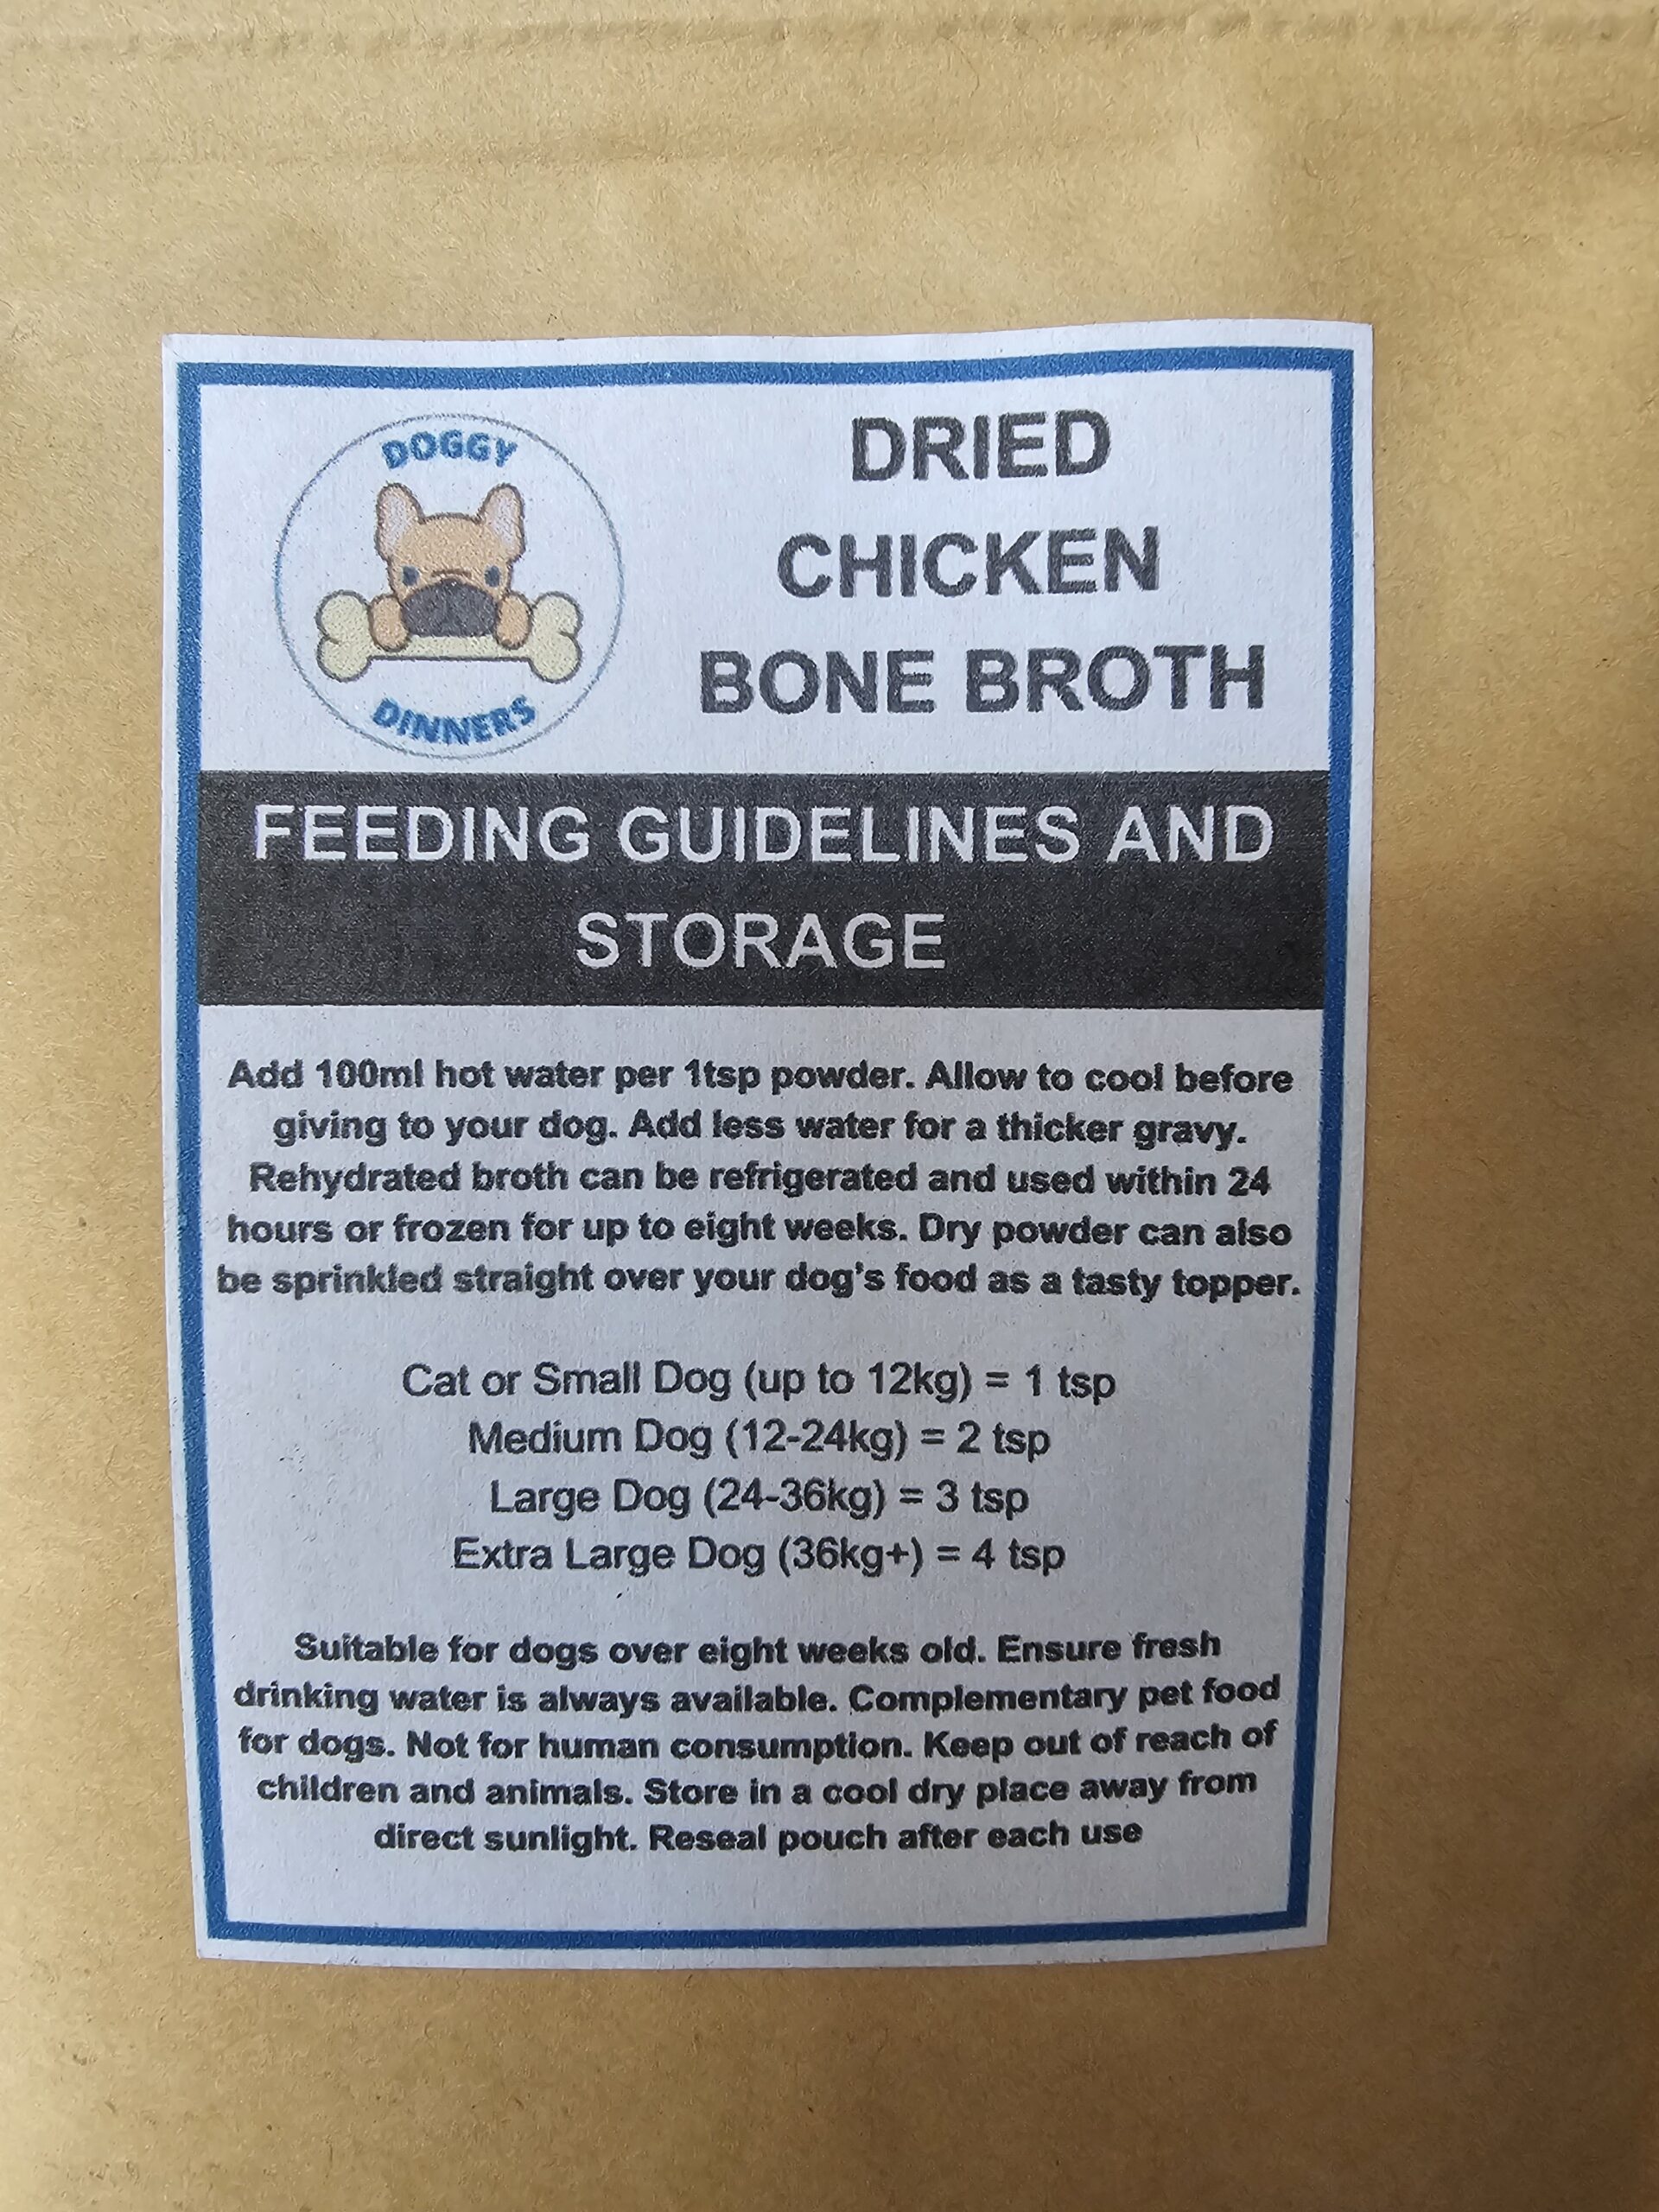 DOGGY
DINNERS
DRIED
CHICKEN
BONE BROTH
FEEDING GUIDELINES AND
STORAGE
Add 100ml hot water per 1tsp powder. Allow to cool before
giving to your dog. Add less water for a thicker gravy.
Rehydrated broth can be refrigerated and used within 24
hours or frozen for up to eight weeks. Dry powder can also
be sprinkled straight over your dog's food as a tasty topper.
Cat or Small Dog (up to 12kg) = 1 tsp
Medium Dog (12-24kg) = 2 tsp
Large Dog (24-36kg) = 3 tsp
Extra Large Dog (36kg+) = 4 tsp
Suitable for dogs over eight weeks old. Ensure fresh
drinking water is always available. Complementary pet food
for dogs. Not for human consumption. Keep out of reach of
children and animals. Store in a cool dry place away from
direct sunlight. Reseal pouch after each use